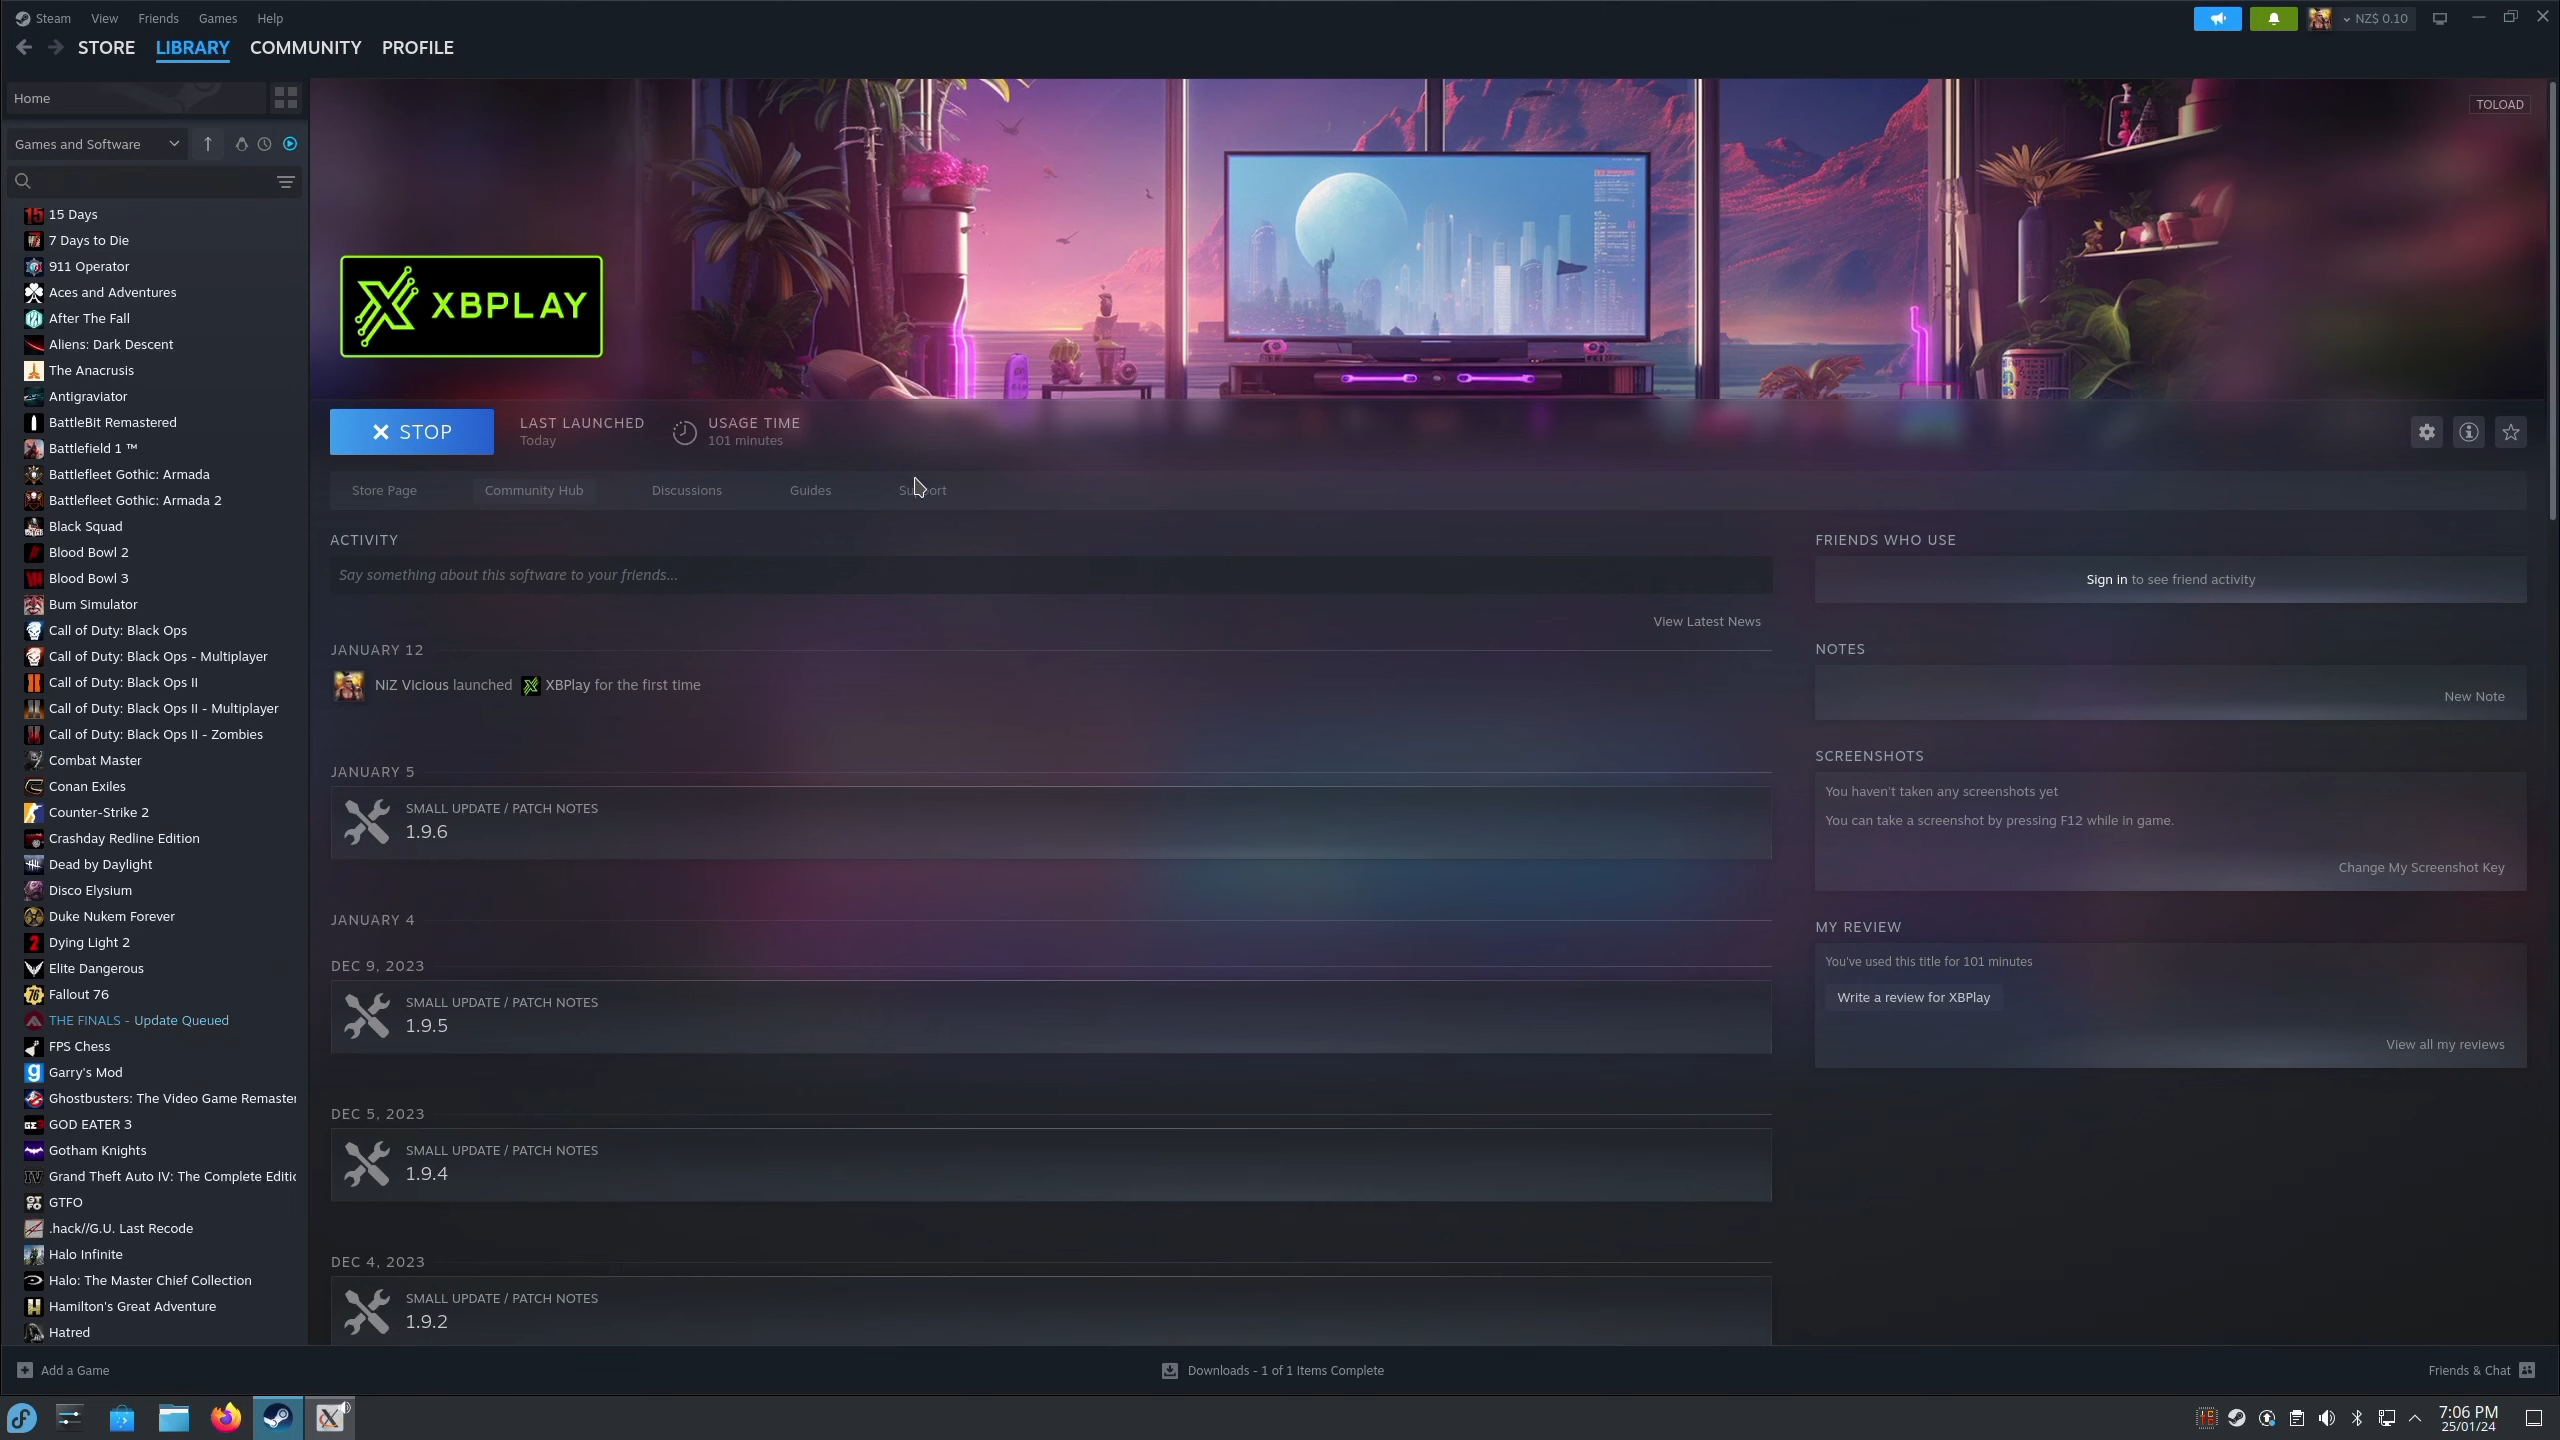 Steam View Friends Games Help
NZ$ 0.10
STORE LIBRARY COMMUNITY PROFILE
Home
TOLOAD
Games and Software
15 Days
7 Days to Die
911 Operator
Aces and Adventures
After The Fall
Aliens: Dark Descent
The Anacrusis
Antigraviator
BattleBit Remastered
Battlefield 1 ™
Battlefleet Gothic: Armada
Battlefleet Gothic: Armada 2
Black Squad
Blood Bowl 2
Blood Bowl 3
Bum Simulator
Call of Duty: Black Ops
Call of Duty: Black Ops - Multiplayer
Call of Duty: Black Ops II
Call of Duty: Black Ops II - Multiplayer
Call of Duty: Black Ops II - Zombies
Combat Master
Conan Exiles
Counter-Strike 2
Crashday Redline Edition
Dead by Daylight
Disco Elysium
Duke Nukem Forever
Dying Light 2
Elite Dangerous
Fallout 76
THE FINALS - Update Queued
FPS Chess
Garry's Mod
Ghostbusters: The Video Game Remaster
GOD EATER 3
Gotham Knights
Grand Theft Auto IV: The Complete Editic
GTFO
.hack//G.U. Last Recode
Halo Infinite
Halo: The Master Chief Collection
Hamilton's Great Adventure
Hatred
XBPLAY
STOP
LAST LAUNCHED
Today
USAGE TIME
101 minutes
Store Page Community Hub Discussions Guides Support
ACTIVITY
Say something about this software to your friends...
View Latest News
JANUARY 12
NiZ Vicious launched XBPlay for the first time
JANUARY 5
SMALL UPDATE / PATCH NOTES
1.9.6
JANUARY 4
DEC 9, 2023
SMALL UPDATE / PATCH NOTES
1.9.5
DEC 5, 2023
SMALL UPDATE / PATCH NOTES
1.9.4
DEC 4, 2023
SMALL UPDATE / PATCH NOTES
1.9.2
FRIENDS WHO USE
Sign in to see friend activity
NOTES
New Note
SCREENSHOTS
You haven't taken any screenshots yet
You can take a screenshot by pressing F12 while in game.
Change My Screenshot Key
MY REVIEW
You've used this title for 101 minutes
Write a review for XBPlay
View all my reviews
Add a Game
Downloads - 1 of 1 Items Complete
Friends & Chat
7:06 PM
25/01/24